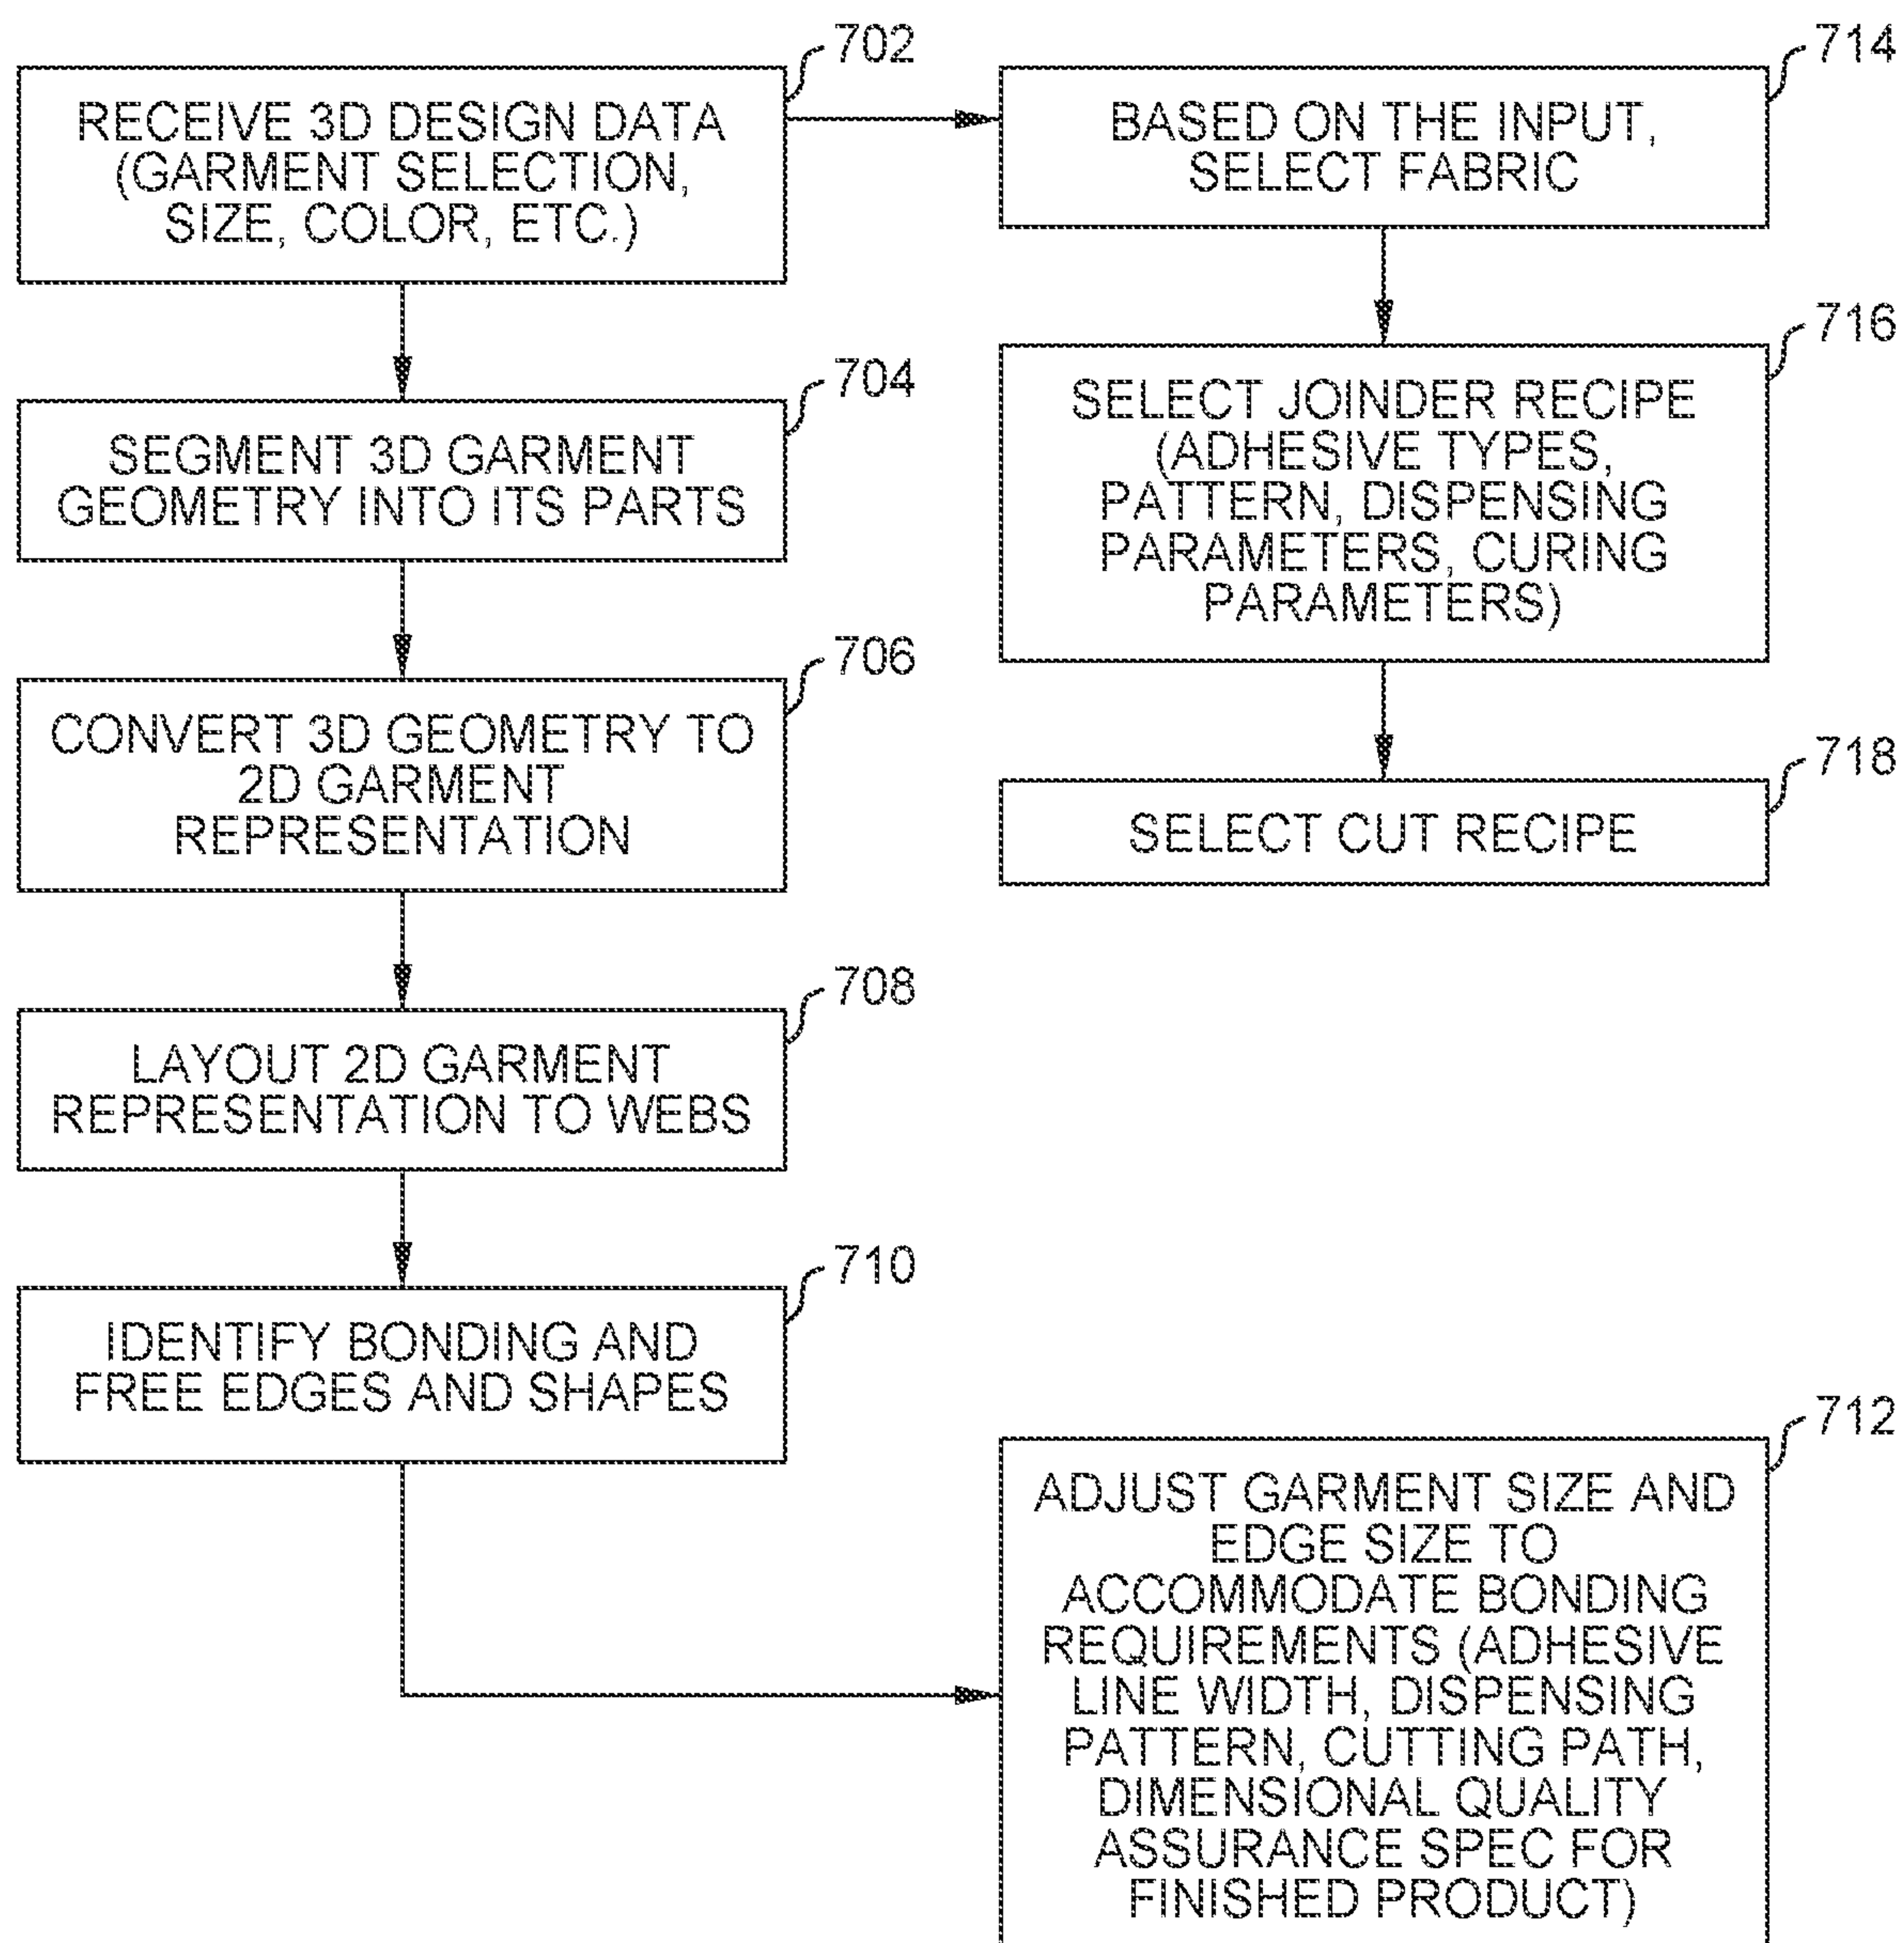 702
RECEIVE 3D DESIGN DATA
(GARMENT SELECTION,
SIZE, COLOR, ETC.)
704
SEGMENT 3D GARMENT
GEOMETRY INTO ITS PARTS
706
CONVERT 3D GEOMETRY TO
2D GARMENT
REPRESENTATION
708
LAYOUT 2D GARMENT
REPRESENTATION TO WEBS
710
IDENTIFY BONDING AND
FREE EDGES AND SHAPES
714
BASED ON THE INPUT,
SELECT FABRIC
716
SELECT JOINDER RECIPE
(ADHESIVE TYPES,
PATTERN, DISPENSING
PARAMETERS, CURING
PARAMETERS)
718
SELECT CUT RECIPE
712
ADJUST GARMENT SIZE AND
EDGE SIZE TO
ACCOMMODATE BONDING
REQUIREMENTS (ADHESIVE
LINE WIDTH, DISPENSING
PATTERN, CUTTING PATH,
DIMENSIONAL QUALITY
ASSURANCE SPEC FOR
FINISHED PRODUCT)